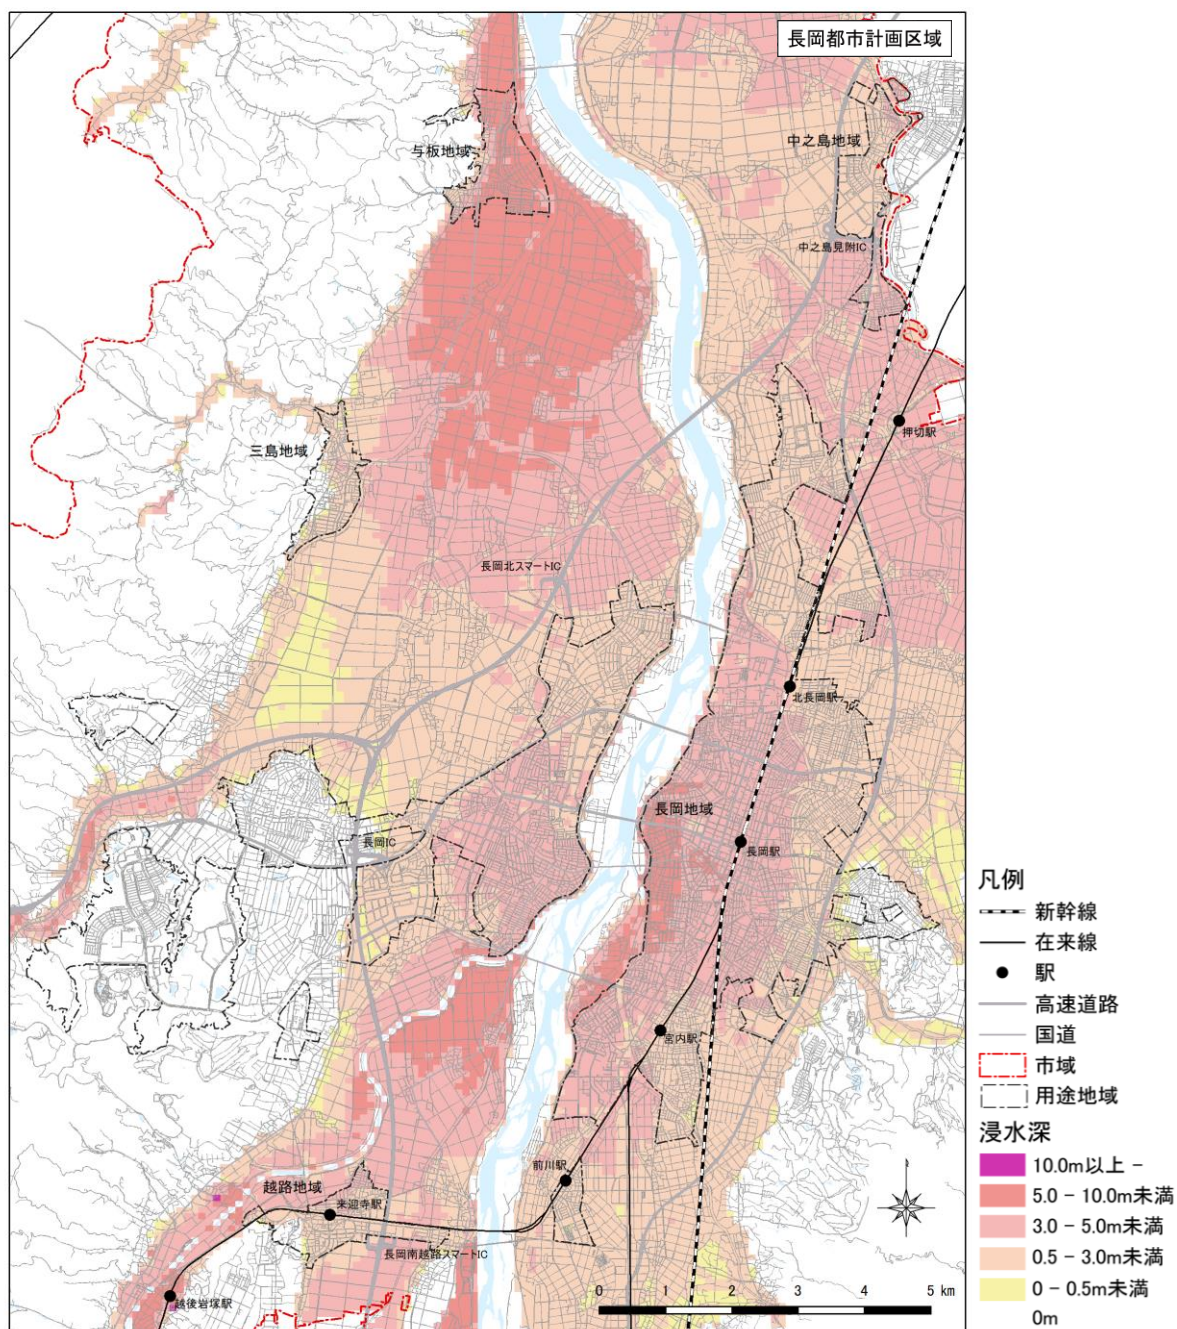 長岡都市計画区域
中之島地域
与板地域
中之島見附IC
押切駅
三島地域
長岡北スマートIC
北長岡駅
長岡地域
長岡IC
長岡駅
宮内駅
前川駅
越路地域
来迎寺駅
長岡南越路スマートIC
越後岩塚駅
0 1 2 3 4 5 km
凡例
新幹線
在来線
駅
高速道路
国道
市域
用途地域
浸水深
10.0m以上 -
5.0 - 10.0m未満
3.0 - 5.0m未満
0.5 - 3.0m未満
0 - 0.5m未満
0m